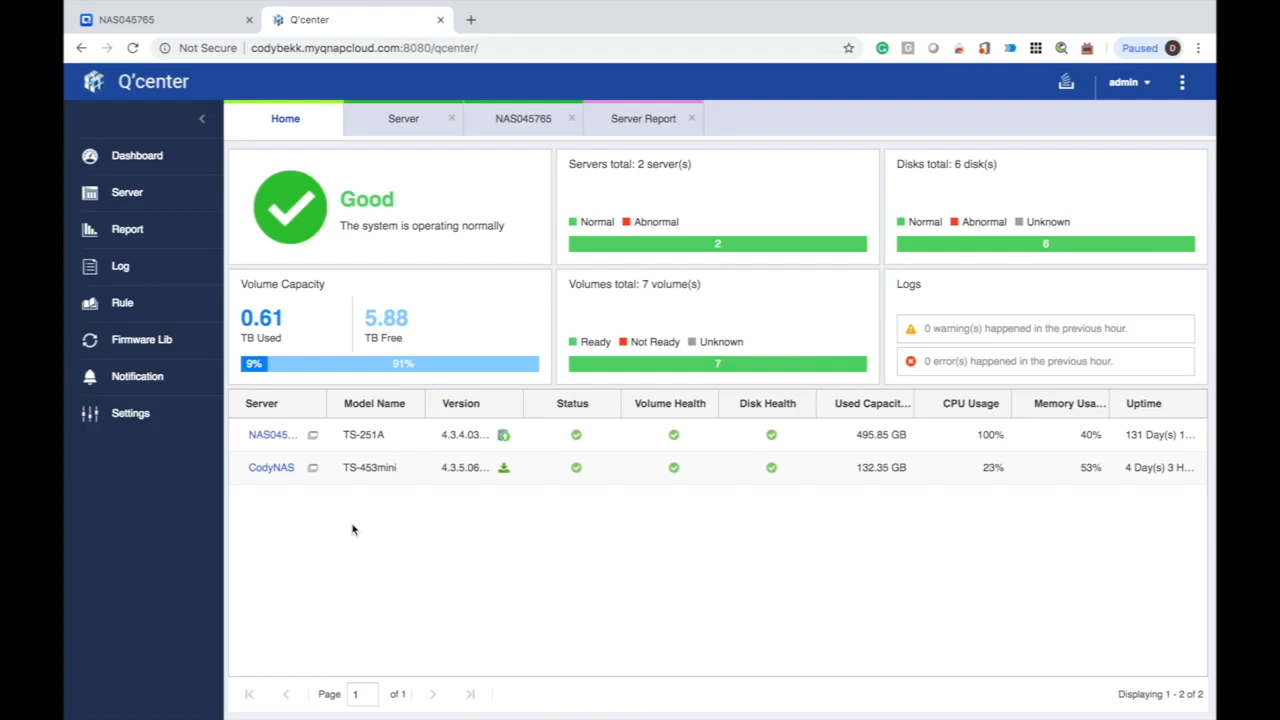 NAS045765
Q'center
Not Secure
codybekk.myqnapcloud.com:8080/qcenter/
Paused
D
Q'center
admin
Home
Server
NAS045765
Server Report
Dashboard
Server
Report
Log
Rule
Firmware Lib
Notification
Settings
Good
The system is operating normally
Servers total: 2 server(s)
Normal Abnormal
2
Disks total: 6 disk(s)
Normal Abnormal Unknown
6
Volume Capacity
0.61 5.88
TB Used TB Free
9% 91%
Volumes total: 7 volume(s)
Ready Not Ready Unknown
7
Logs
0 warning(s) happened in the previous hour.
0 error(s) happened in the previous hour.
Server Model Name Version Status Volume Health Disk Health Used Capacit... CPU Usage Memory Usa... Uptime
NAS045... TS-251A 4.3.4.03... 495.85 GB 100% 40% 131 Day(s) 1...
CodyNAS TS-453mini 4.3.5.06... 132.35 GB 23% 53% 4 Day(s) 3 H...
Page 1 of 1
Displaying 1 - 2 of 2